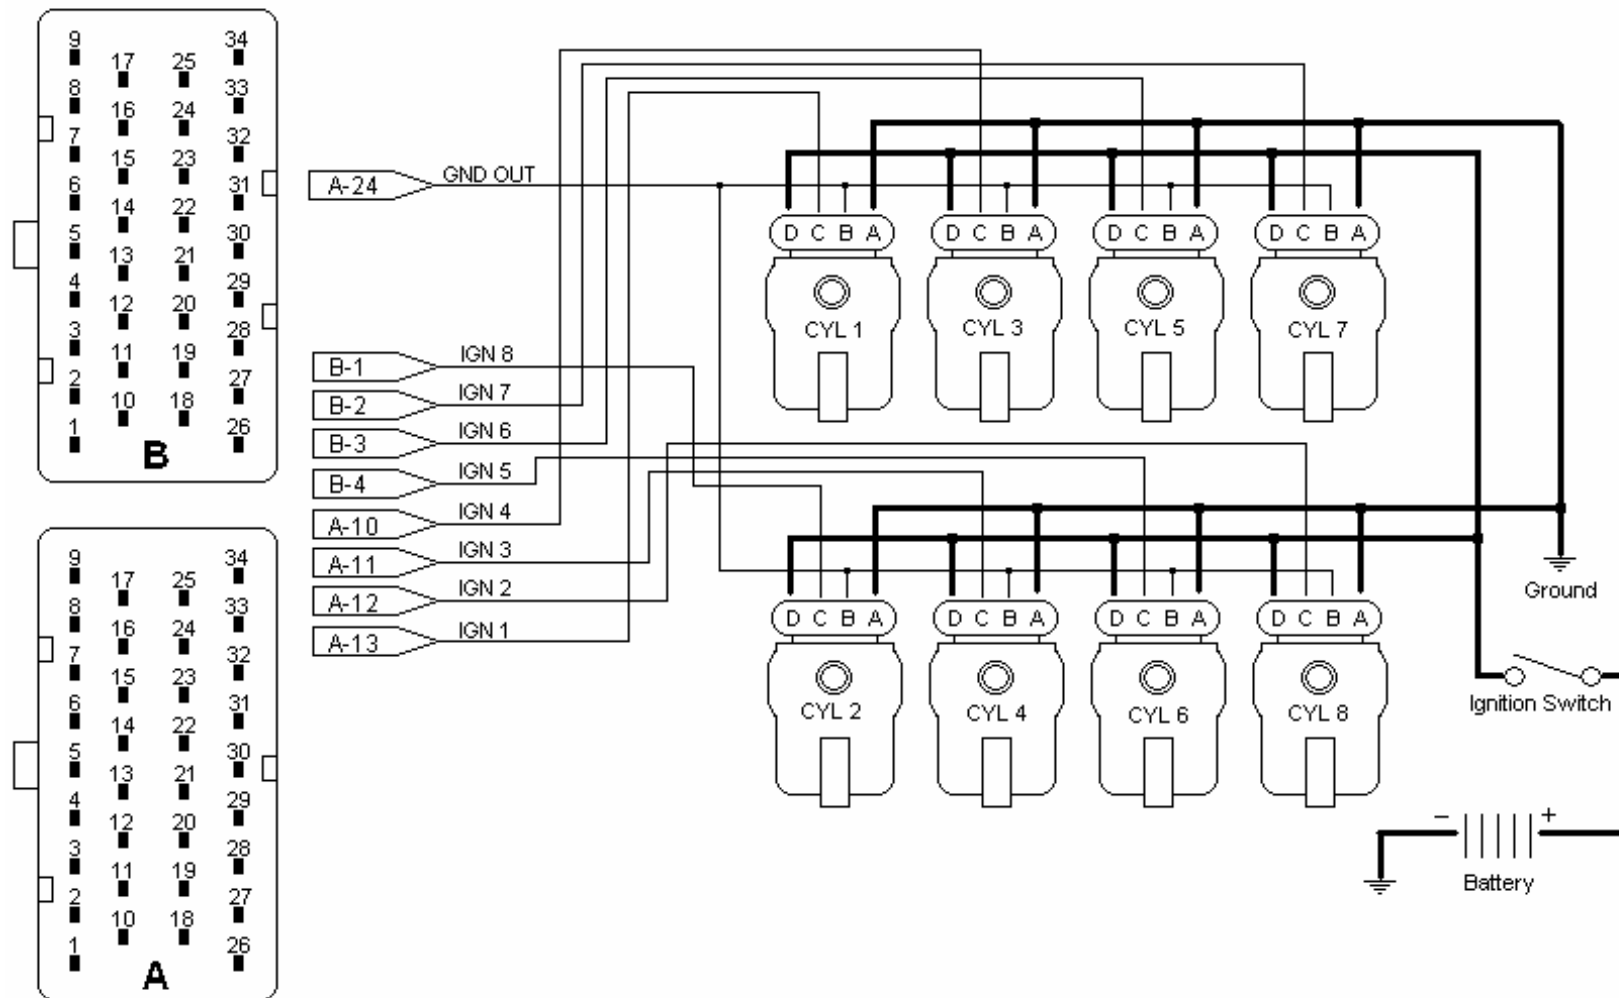 9
34
17
25
8
33
16
24
7
32
15
23
6
31
14
22
5
30
13
21
4
29
12
20
3
28
11
19
2
27
10
18
1
26
B
9
34
17
25
8
33
16
24
7
32
15
23
6
31
14
22
5
30
13
21
4
29
12
20
3
28
11
19
2
27
10
18
1
26
A
A-24 GND OUT
B-1 IGN 8
B-2 IGN 7
B-3 IGN 6
B-4 IGN 5
A-10 IGN 4
A-11 IGN 3
A-12 IGN 2
A-13 IGN 1
D C B A
D C B A
D C B A
D C B A
CYL 1
CYL 3
CYL 5
CYL 7
D C B A
D C B A
D C B A
D C B A
CYL 2
CYL 4
CYL 6
CYL 8
Ground
Ignition Switch
− +
Battery